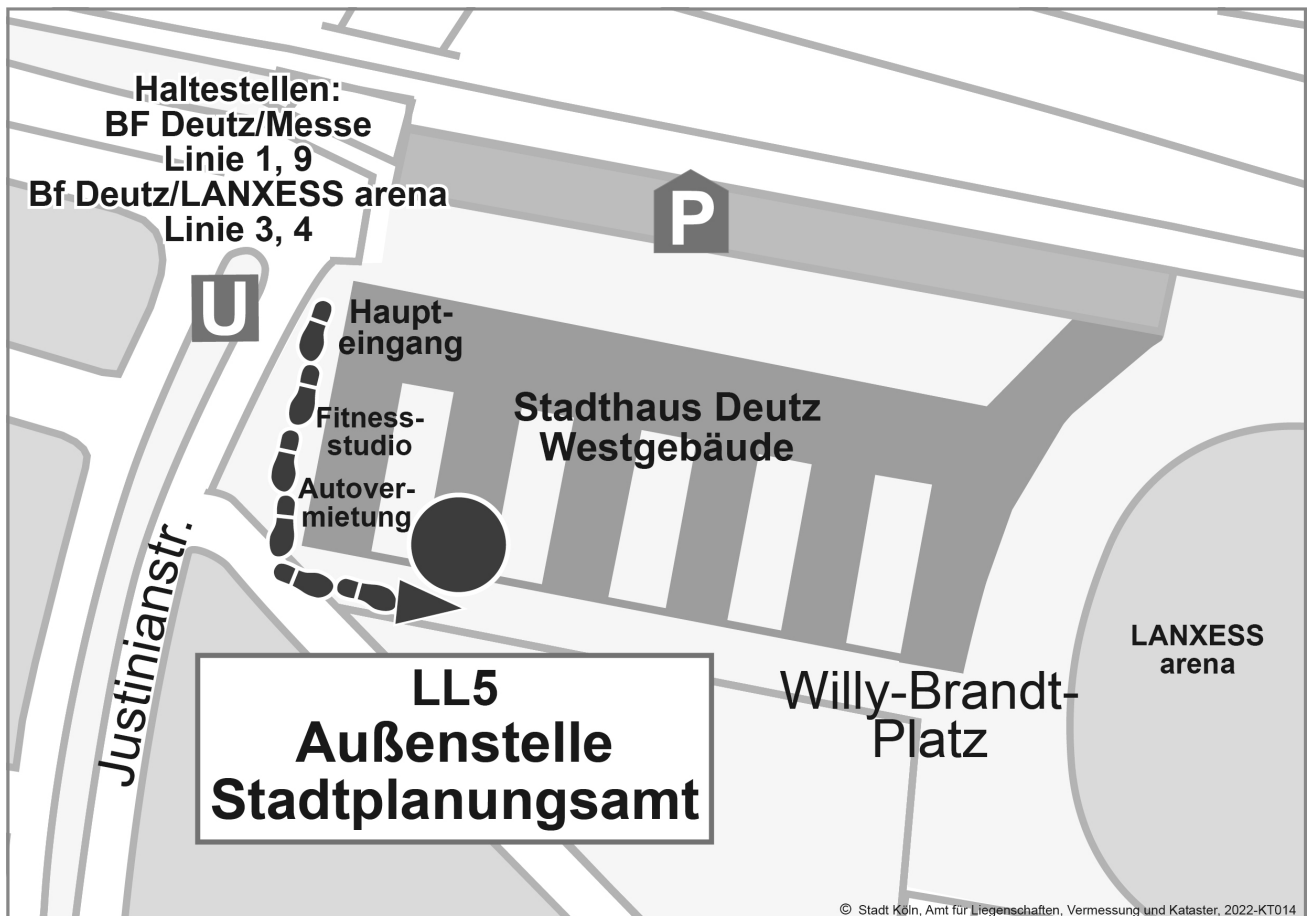 Haltestellen:
BF Deutz/Messe
Linie 1, 9
Bf Deutz/LANXESS arena
Linie 3, 4
P
U
Haupt-
eingang
Fitness-
studio
Autover-
mietung
Stadthaus Deutz
Westgebäude
Justinianstr.
LANXESS
arena
Willy-Brandt-
Platz
LL5
Außenstelle
Stadtplanungsamt
© Stadt Köln, Amt für Liegenschaften, Vermessung und Kataster, 2022-KT014